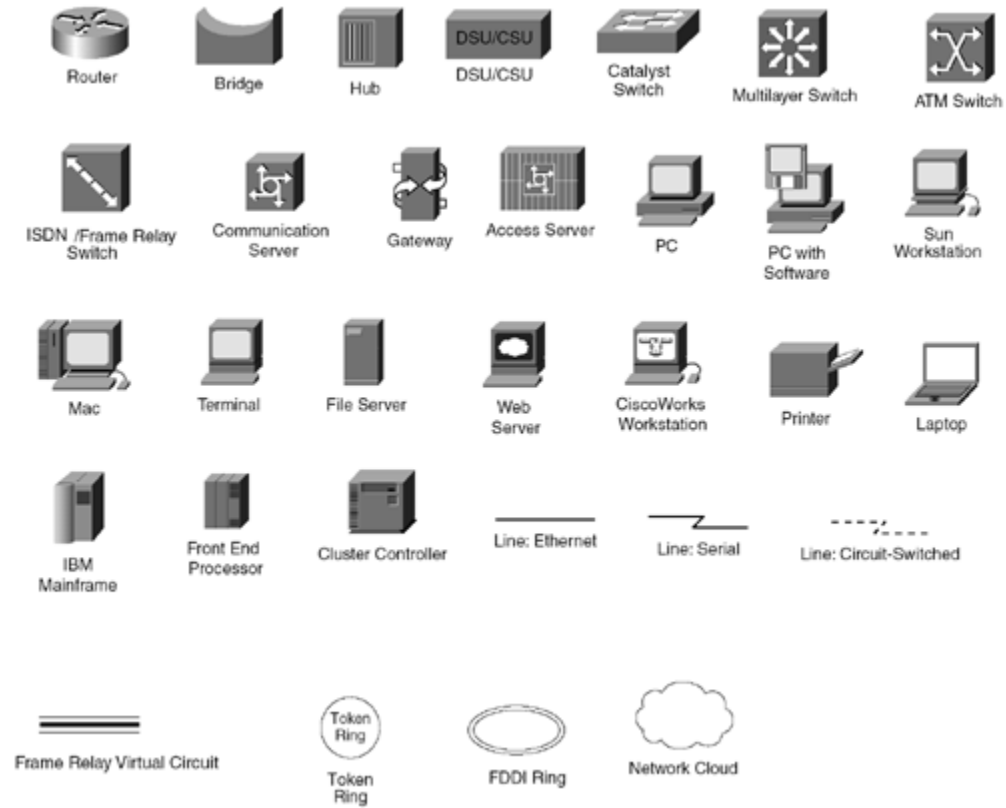 Router
Bridge
Hub
DSU/CSU
DSU/CSU
Catalyst
Switch
Multilayer Switch
ATM Switch
ISDN /Frame Relay
Switch
Communication
Server
Gateway
Access Server
PC
PC with
Software
Sun
Workstation
Mac
Terminal
File Server
Web
Server
CiscoWorks
Workstation
Printer
Laptop
IBM
Mainframe
Front End
Processor
Cluster Controller
Line: Ethernet
Line: Serial
Line: Circuit-Switched
Frame Relay Virtual Circuit
Token
Ring
Token
Ring
FDDI Ring
Network Cloud